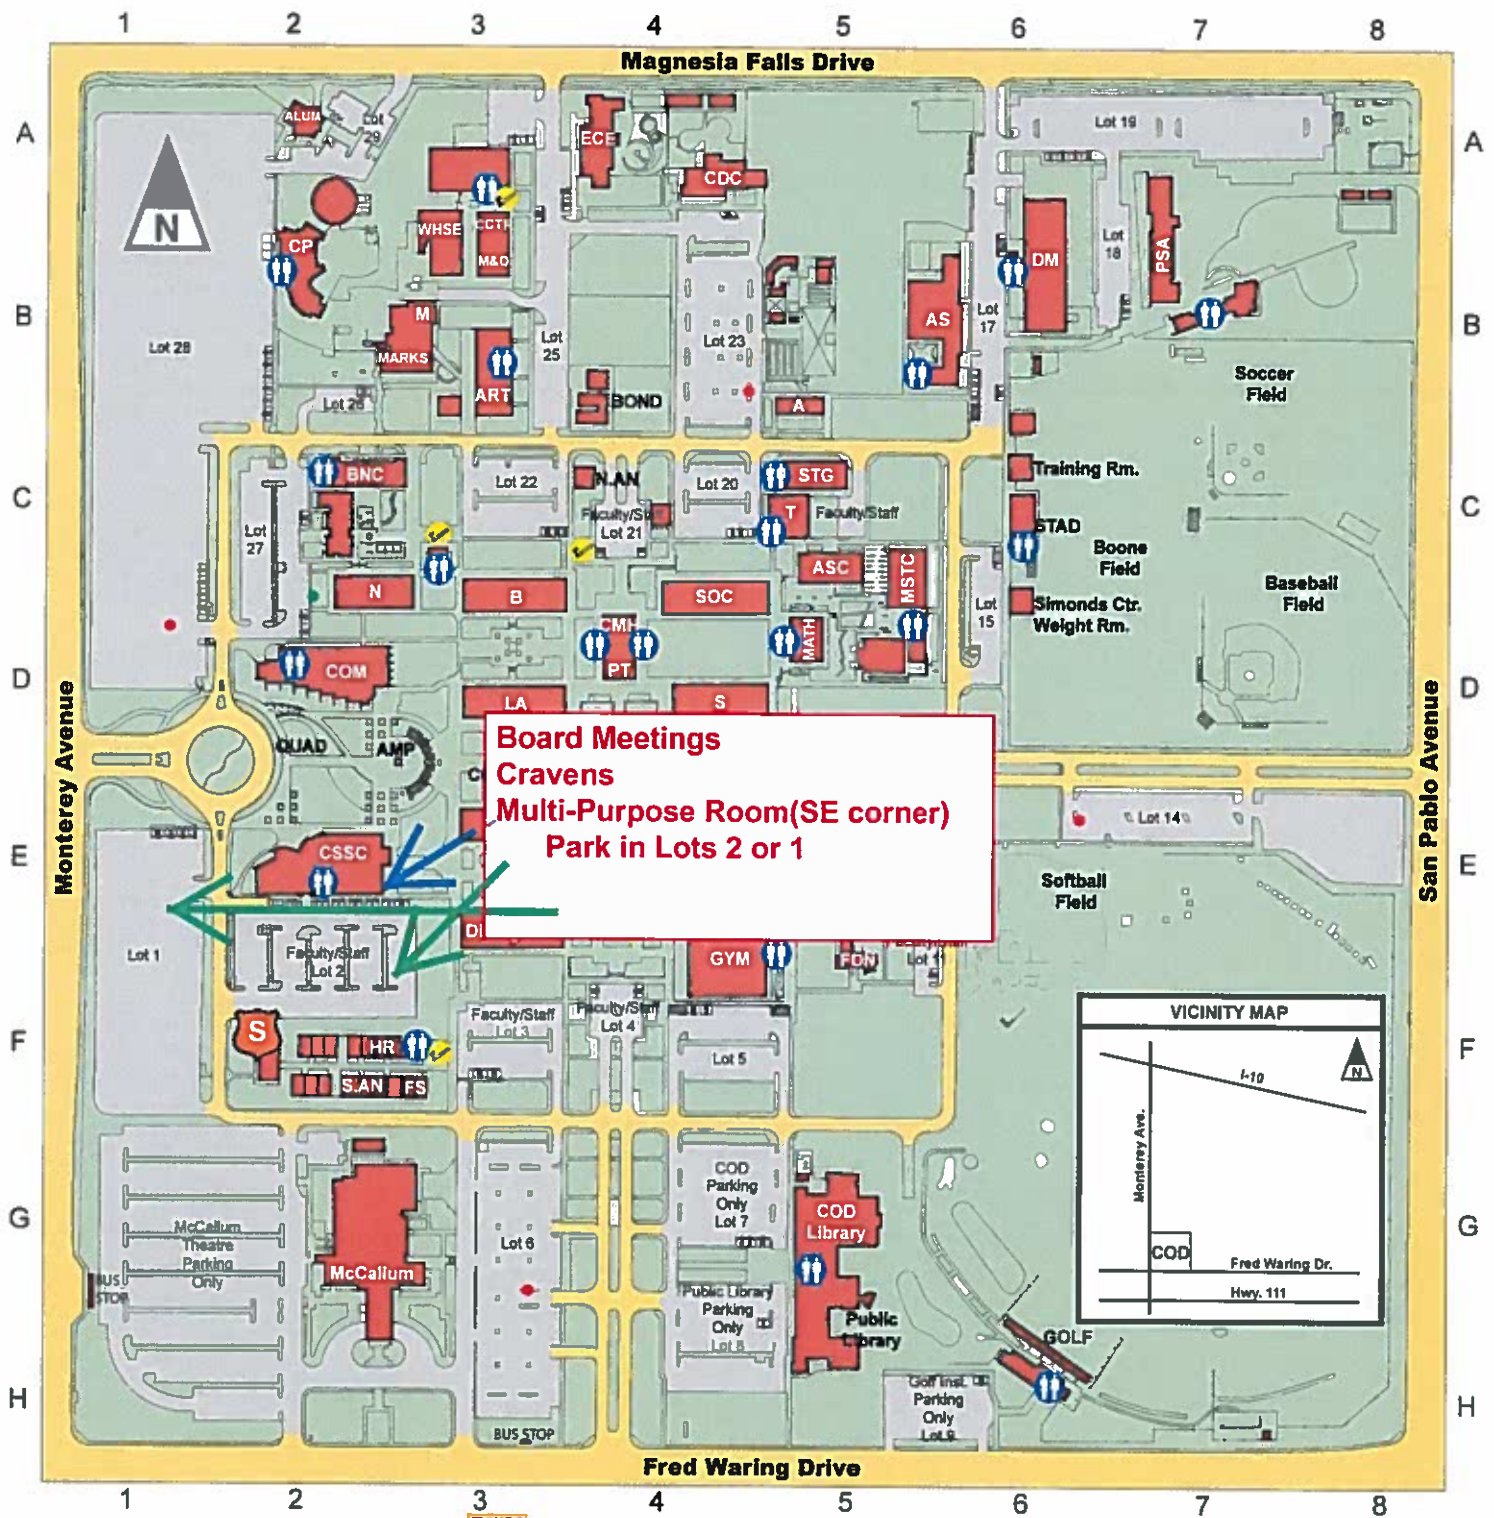 1 2 3 4 5 6 7 8
Magnesia Falls Drive
A
A
ALUM
Lot
29
ECE
CDC
Lot 19
N
WHSE
M&O
CP
DM
Lot
18
PSA
B
B
M
MARKS
ART
Lot
25
Lot 23
AS
Lot
17
Lot 28
BOND
A
Soccer
Field
BNC
Lot 22
N.AN
Lot 20
STG
Training Rm.
C
C
Lot
27
Lot 21
T
Faculty/Staff
STAD
ASC
MSTC
Boone
Field
N
B
SOC
Lot
15
Simonds Ctr.
Weight Rm.
Baseball
Field
CMH
PT
MATH
D
D
COM
LA
S
Monterey Avenue
San Pablo Avenue
QUAD
AMP
Board Meetings
Cravens
Multi-Purpose Room(SE corner)
Park in Lots 2 or 1
Lot 14
E
E
CSSC
Softball
Field
Lot 1
Faculty/Staff
Lot 2
GYM
VICINITY MAP
I-10
N
Monterey Ave.
COD
Fred Waring Dr.
Hwy. 111
S
Faculty/Staff
Lot 3
Faculty/Staff
Lot 4
Lot 5
F
F
HR
S.AN
FS
COD
Parking
Only
Lot 7
COD
Library
G
G
McCallum
Theatre
Parking
Only
McCallum
Lot 6
BUS
STOP
Public Library
Parking
Only
Lot 8
Public
Library
GOLF
H
H
Golf Inst.
Parking
Only
Lot 9
BUS STOP
Fred Waring Drive
1 2 3 4 5 6 7 8